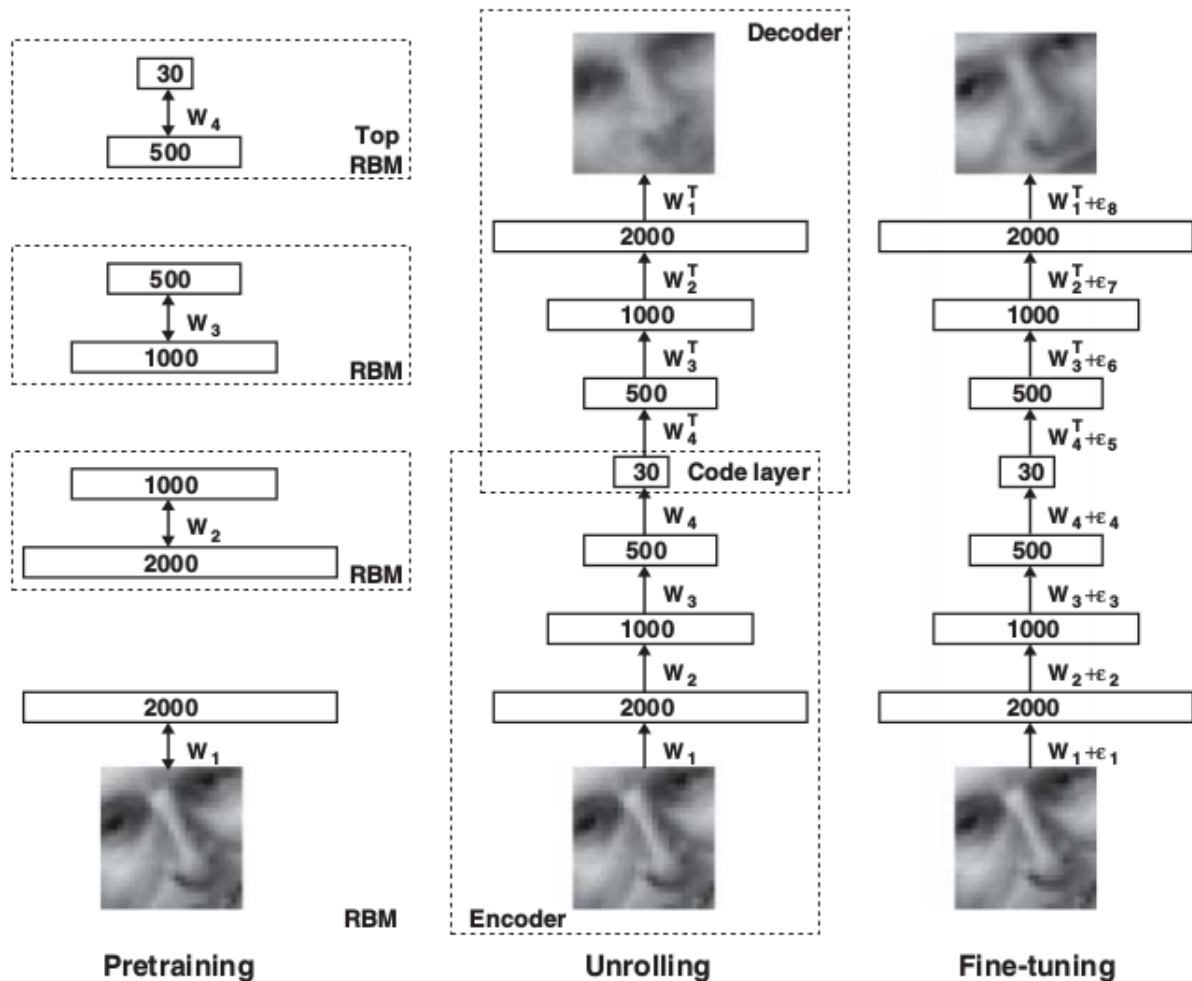 30
W₄
500
Top
RBM
500
W₃
1000
RBM
1000
W₂
2000
RBM
2000
W₁
RBM
Pretraining
Decoder
W₁ᵀ
2000
W₂ᵀ
1000
W₃ᵀ
500
W₄ᵀ
30
Code layer
W₄
500
W₃
1000
W₂
2000
W₁
Encoder
Unrolling
W₁ᵀ+ε₈
2000
W₂ᵀ+ε₇
1000
W₃ᵀ+ε₆
500
W₄ᵀ+ε₅
30
W₄+ε₄
500
W₃+ε₃
1000
W₂+ε₂
2000
W₁+ε₁
Fine-tuning